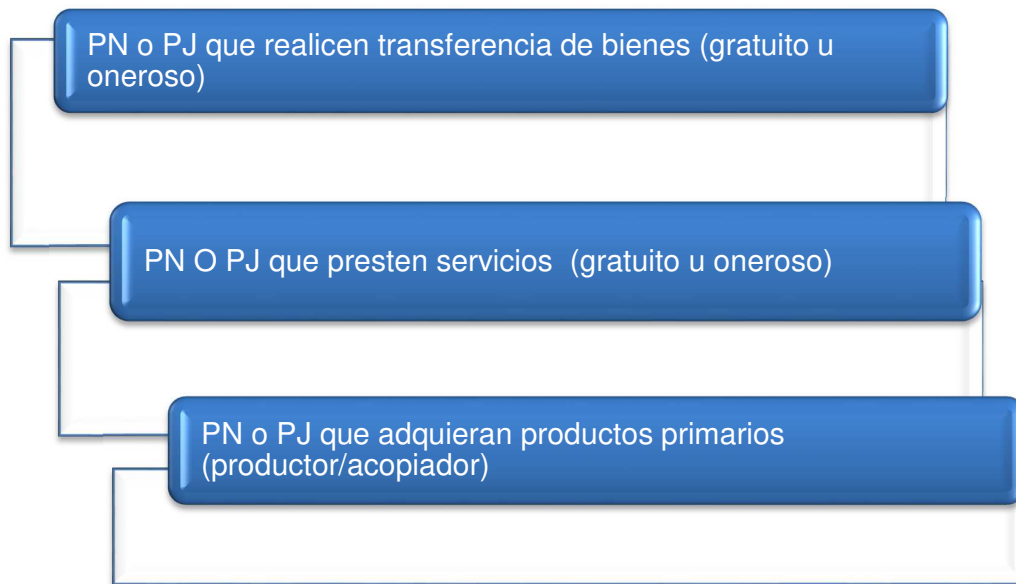 PN o PJ que realicen transferencia de bienes (gratuito u
oneroso)
PN O PJ que presten servicios (gratuito u oneroso)
PN o PJ que adquieran productos primarios
(productor/acopiador)